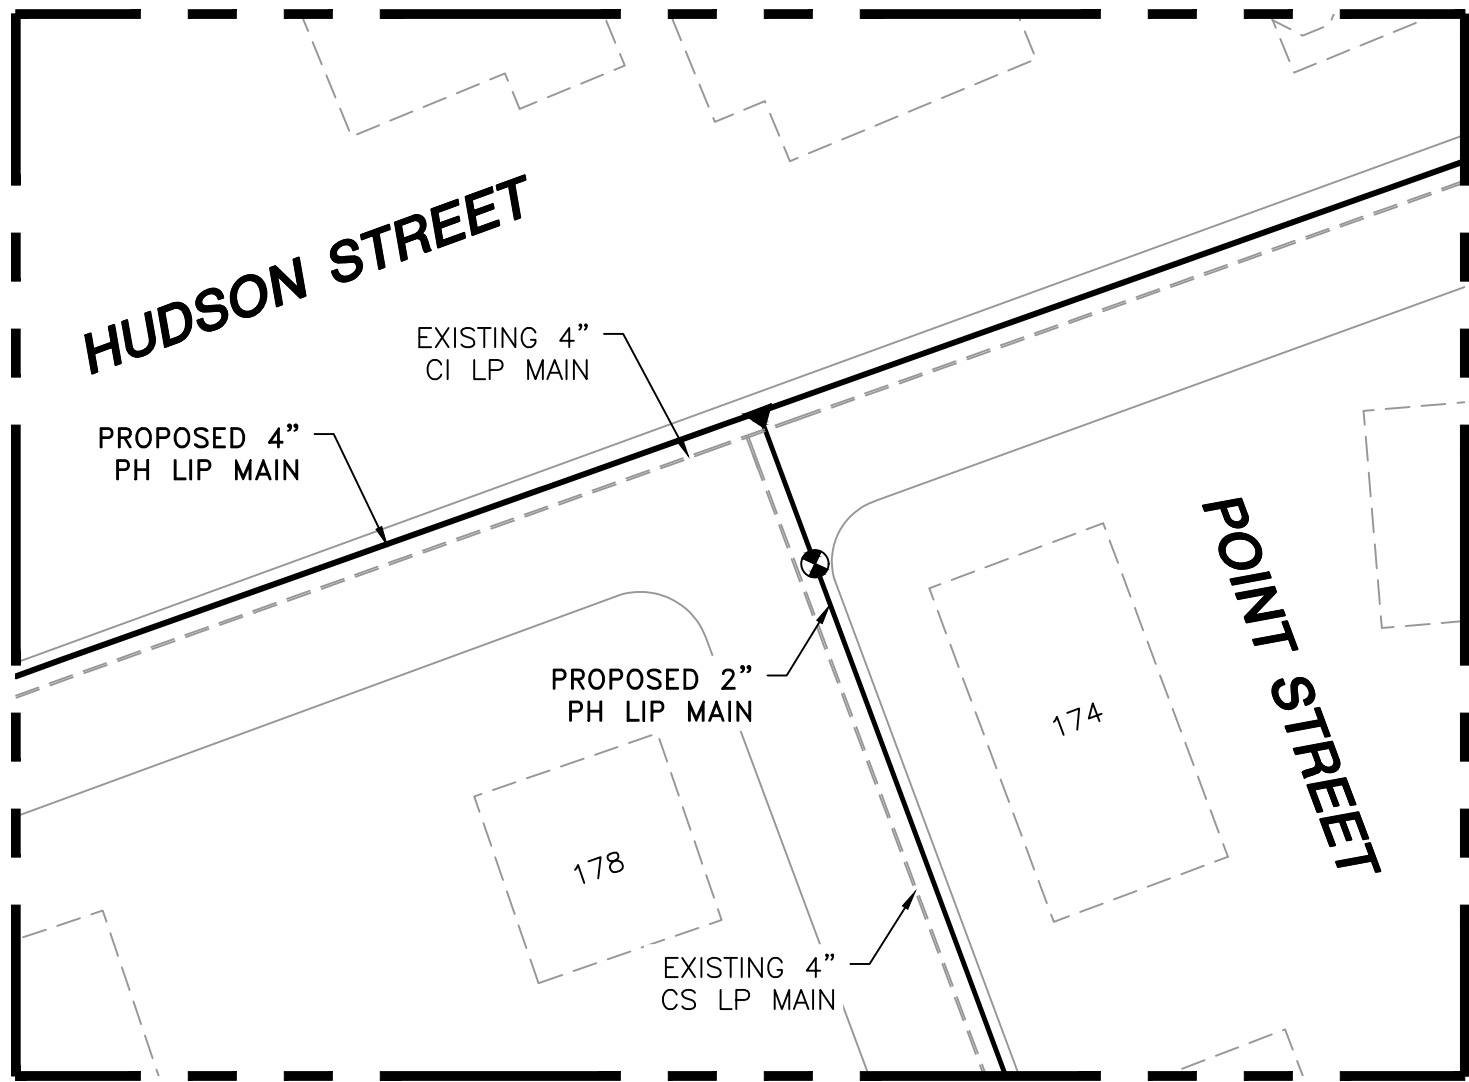 HUDSON STREET
EXISTING 4”
CI LP MAIN
PROPOSED 4”
PH LIP MAIN
POINT STREET
PROPOSED 2”
PH LIP MAIN
174
178
EXISTING 4”
CS LP MAIN